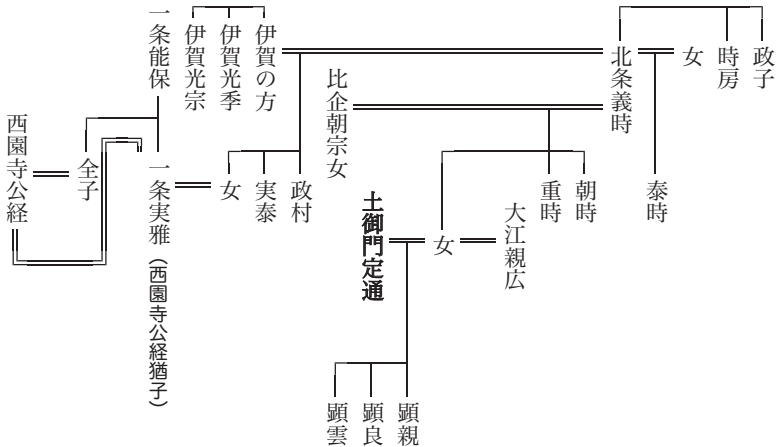 政子
時房
女
北条義時
伊賀の方
伊賀光季
伊賀光宗
一条能保
泰時
比企朝宗女
朝時
重時
政村
実泰
女
一条実雅(西園寺公経猶子)
全子
西園寺公経
大江親広
女
土御門定通
顕親
顕良
顕雲